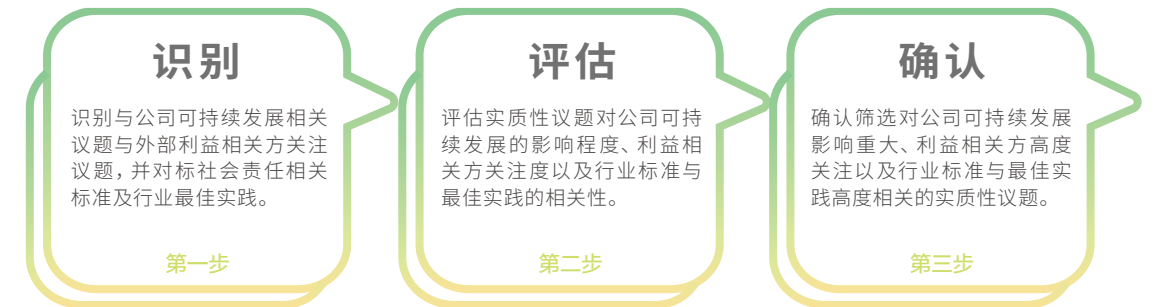 识别
识别与公司可持续发展相关
议题与外部利益相关方关注
议题，并对标社会责任相关
标准及行业最佳实践。
第一步
评估
评估实质性议题对公司可持
续发展的影响程度、利益相
关方关注度以及行业标准与
最佳实践的相关性。
第二步
确认
确认筛选对公司可持续发展
影响重大、利益相关方高度
关注以及行业标准与最佳实
践高度相关的实质性议题。
第三步